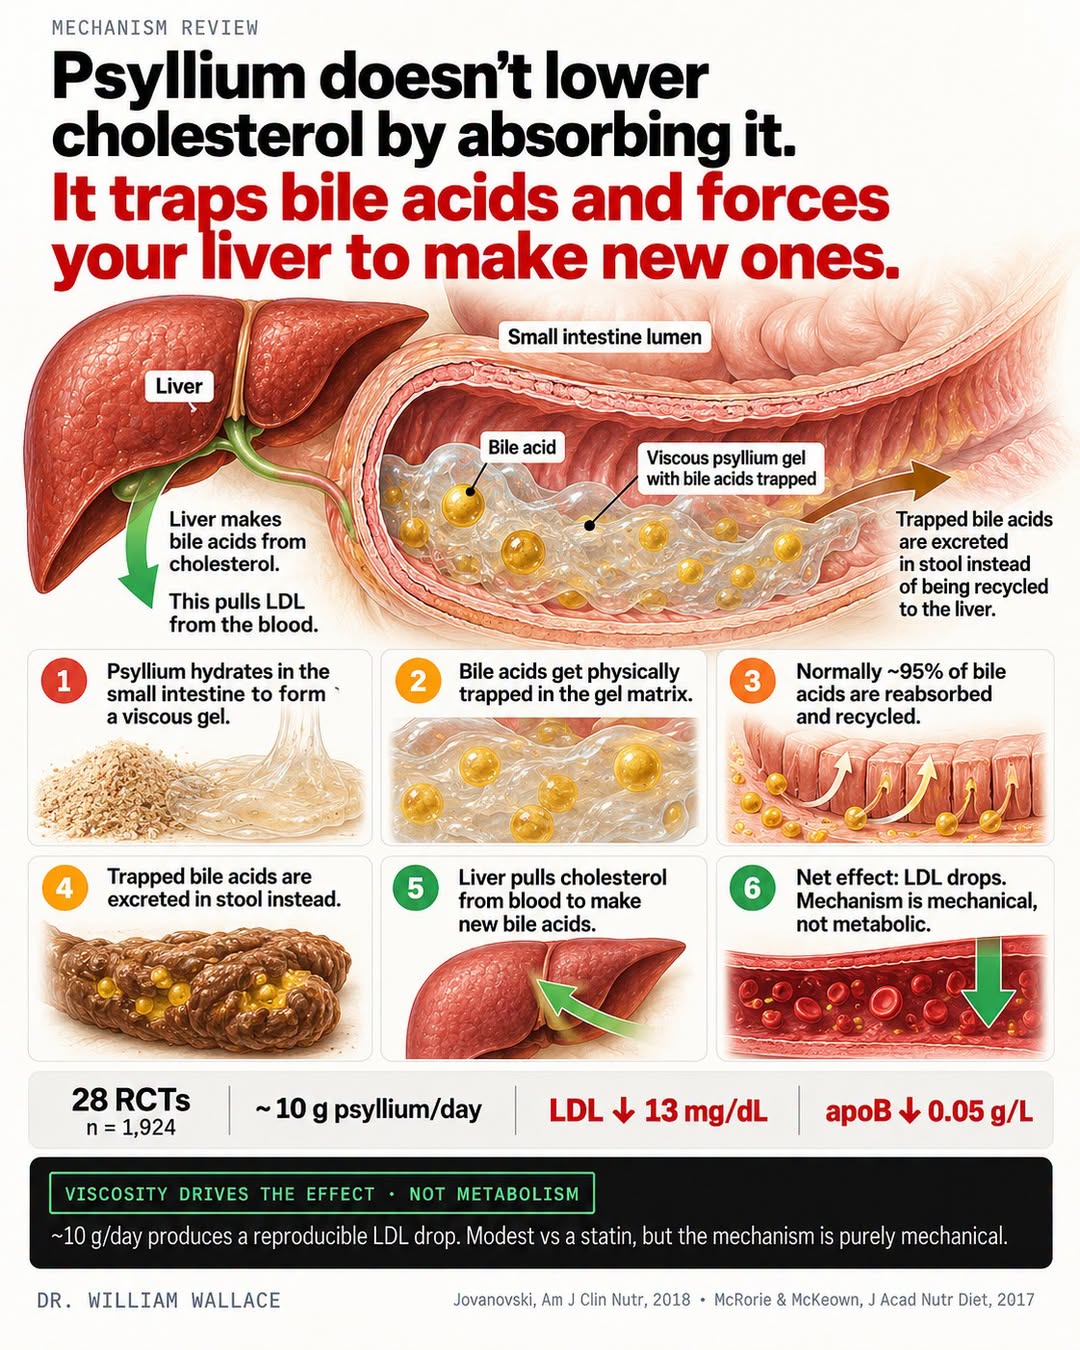 MECHANISM REVIEW
Psyllium doesn't lower
cholesterol by absorbing it.
It traps bile acids and forces
your liver to make new ones.
Small intestine lumen
Liver
Bile acid
Viscous psyllium gel
with bile acids trapped
Liver makes
bile acids from
cholesterol.
This pulls LDL
from the blood.
Trapped bile acids
are excreted
in stool instead
of being recycled
to the liver.
1
Psyllium hydrates in the
small intestine to form
a viscous gel.
2
Bile acids get physically
trapped in the gel matrix.
3
Normally ~95% of bile
acids are reabsorbed
and recycled.
4
Trapped bile acids are
excreted in stool instead.
5
Liver pulls cholesterol
from blood to make
new bile acids.
6
Net effect: LDL drops.
Mechanism is mechanical,
not metabolic.
28 RCTs
n = 1,924
~ 10 g psyllium/day
LDL ↓ 13 mg/dL
apoB ↓ 0.05 g/L
VISCOSITY DRIVES THE EFFECT · NOT METABOLISM
~10 g/day produces a reproducible LDL drop. Modest vs a statin, but the mechanism is purely mechanical.
DR. WILLIAM WALLACE
Jovanovski, Am J Clin Nutr, 2018 • McRorie & McKeown, J Acad Nutr Diet, 2017